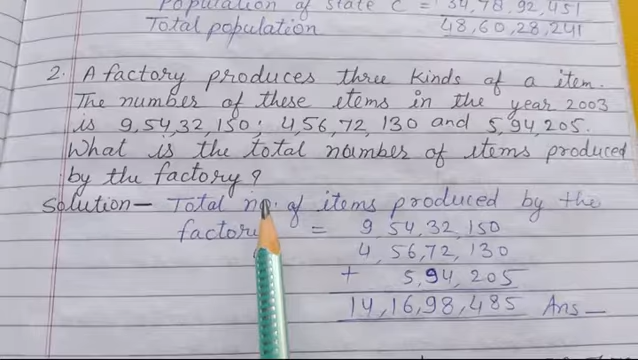 Population of state C = 34,78,92,451
Total population 48,60,28,241
2. A factory produces three kinds of a item.
The number of these items in the year 2003
is 9,54,32,150; 4,56,72,130 and 5,94,205.
What is the total number of items produced
by the factory?
Solution— Total no. of items produced by the
factory = 9 54,32,150
4,56,72,130
+ 5,94,205
14,16,98,485 Ans—